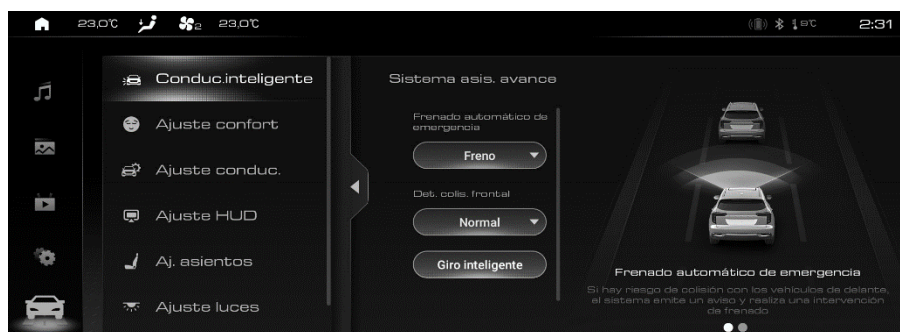 23,0℃ 2 23,0℃ 9℃ 2:31
Conduc.inteligente
Ajuste confort
Ajuste conduc.
Ajuste HUD
Aj. asientos
Ajuste luces
Sistema asis. avance
Frenado automático de
emergencia
Freno
Det. colis. frontal
Normal
Giro inteligente
Frenado automático de emergencia
Si hay riesgo de colisión con los vehículos de delante,
el sistema emite un aviso y realiza una intervención
de frenado